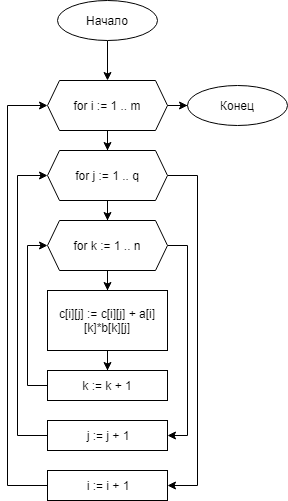 Начало
for i := 1 .. m
Конец
for j := 1 .. q
for k := 1 .. n
c[i][j] := c[i][j] + a[i]
[k]*b[k][j]
k := k + 1
j := j + 1
i := i + 1